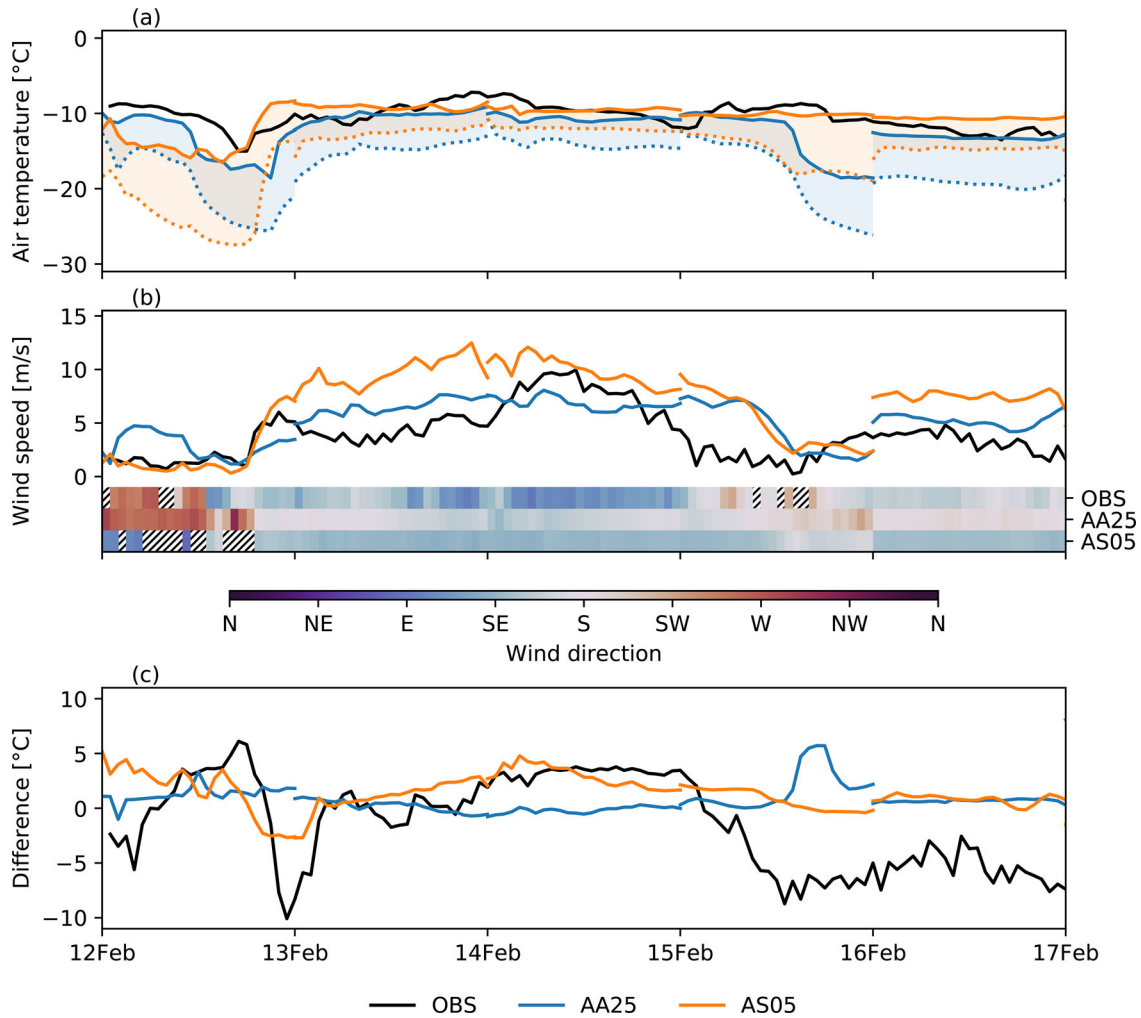 (a)
Air temperature [°C]
0
−10
−20
−30
(b)
Wind speed [m/s]
15
10
5
0
OBS
AA25
AS05
N NE E SE S SW W NW N
Wind direction
(c)
Difference [°C]
10
5
0
−5
−10
12Feb 13Feb 14Feb 15Feb 16Feb 17Feb
OBS AA25 AS05